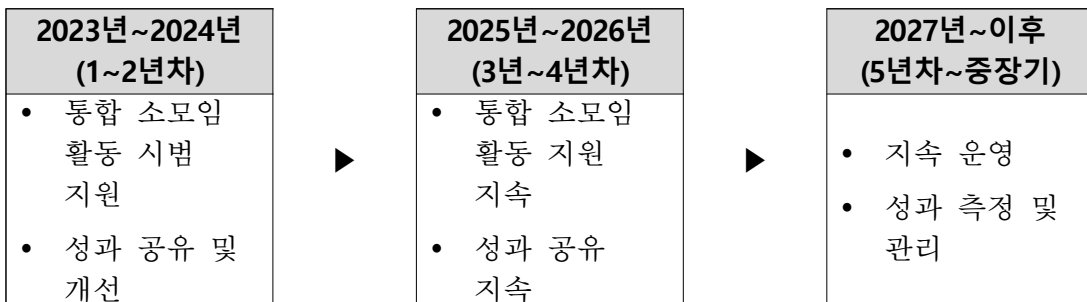 2023년~2024년
(1~2년차)
• 통합 소모임
활동 시범
지원
• 성과 공유 및
개선
▶
2025년~2026년
(3년~4년차)
• 통합 소모임
활동 지원
지속
• 성과 공유
지속
▶
2027년~이후
(5년차~중장기)
• 지속 운영
• 성과 측정 및
관리